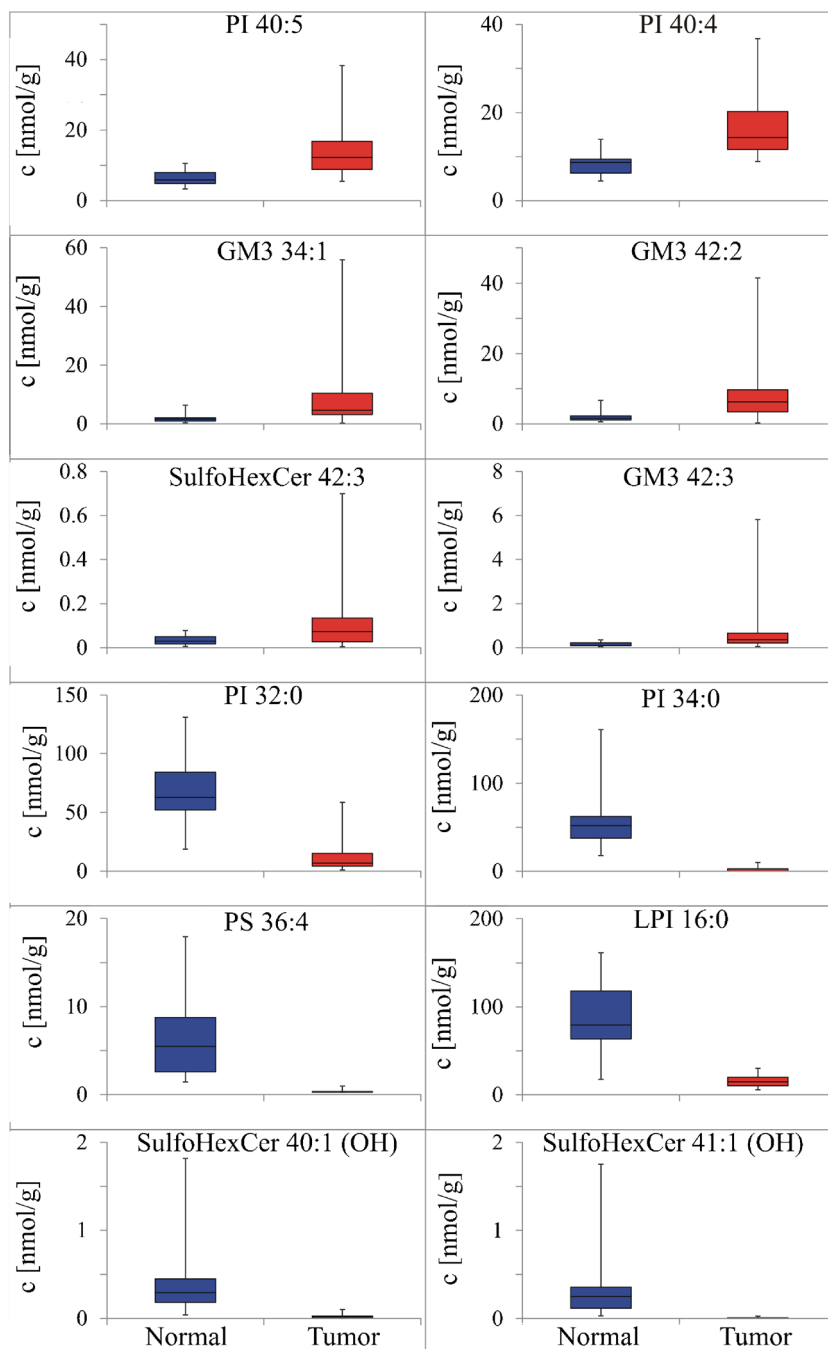 PI 40:5
c [nmol/g]
40
20
0
PI 40:4
c [nmol/g]
40
20
0
GM3 34:1
c [nmol/g]
60
40
20
0
GM3 42:2
c [nmol/g]
40
20
0
SulfoHexCer 42:3
c [nmol/g]
0.8
0.6
0.4
0.2
0
GM3 42:3
c [nmol/g]
8
6
4
2
0
PI 32:0
c [nmol/g]
150
100
50
0
PI 34:0
c [nmol/g]
200
100
0
PS 36:4
c [nmol/g]
20
10
0
LPI 16:0
c [nmol/g]
200
100
0
SulfoHexCer 40:1 (OH)
c [nmol/g]
2
1
0
Normal Tumor
SulfoHexCer 41:1 (OH)
c [nmol/g]
2
1
0
Normal Tumor